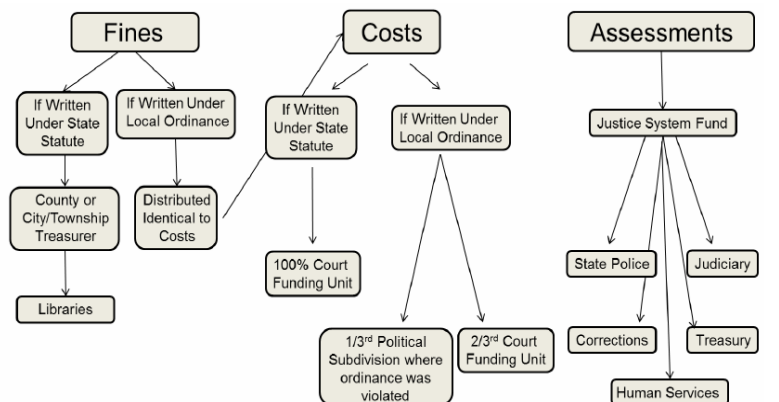 Fines
If Written
Under State
Statute
If Written Under
Local Ordinance
County or
City/Township
Treasurer
Distributed
Identical to
Costs
Libraries
Costs
If Written
Under State
Statute
If Written Under
Local Ordinance
100% Court
Funding Unit
1/3rd Political
Subdivision where
ordinance was
violated
2/3rd Court
Funding Unit
Assessments
Justice System Fund
State Police
Judiciary
Corrections
Treasury
Human Services